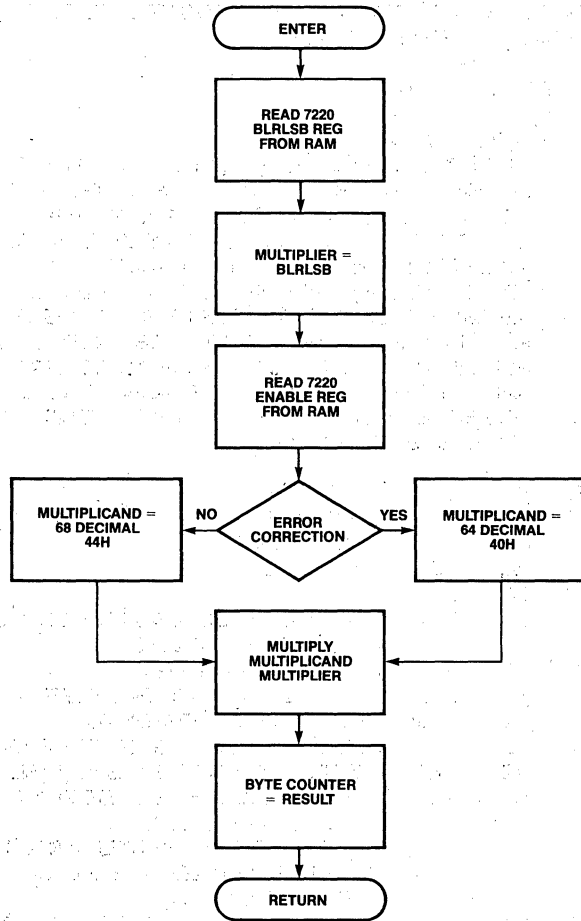 ENTER
READ 7220
BLRLSB REG
FROM RAM
MULTIPLIER =
BLRLSB
READ 7220
ENABLE REG
FROM RAM
MULTIPLICAND =
68 DECIMAL
44H
NO
ERROR
CORRECTION
YES
MULTIPLICAND =
64 DECIMAL
40H
MULTIPLY
MULTIPLICAND
MULTIPLIER
BYTE COUNTER
= RESULT
RETURN